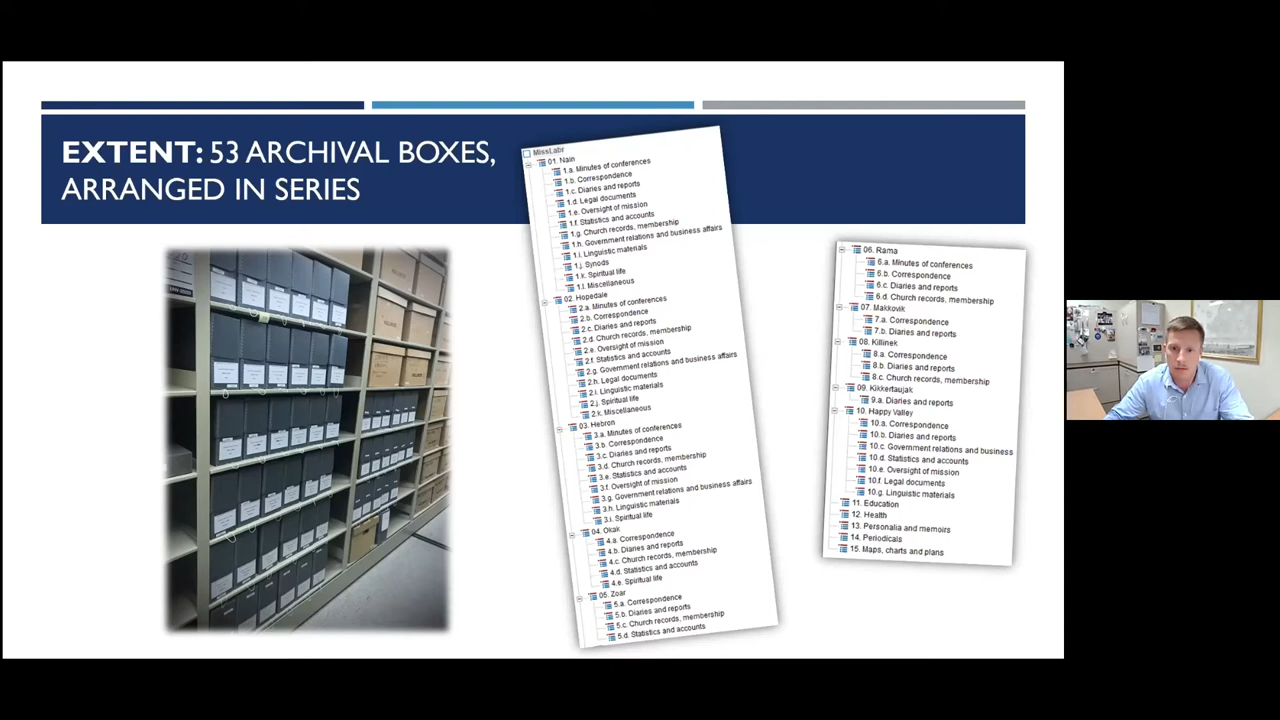 EXTENT: 53 ARCHIVAL BOXES,
ARRANGED IN SERIES
MissLabr
01. Nain
1.a. Minutes of conferences
1.b. Correspondence
1.c. Diaries and reports
1.d. Legal documents
1.e. Oversight of mission
1.f. Statistics and accounts
1.g. Church records, membership
1.h. Government relations and business affairs
1.i. Linguistic materials
1.j. Synods
1.k. Spiritual life
1.l. Miscellaneous
02. Hopedale
2.a. Minutes of conferences
2.b. Correspondence
2.c. Diaries and reports
2.d. Church records, membership
2.e. Oversight of mission
2.f. Statistics and accounts
2.g. Government relations and business affairs
2.h. Legal documents
2.i. Linguistic materials
2.j. Spiritual life
2.k. Miscellaneous
03. Hebron
3.a. Minutes of conferences
3.b. Correspondence
3.c. Diaries and reports
3.d. Church records, membership
3.e. Statistics and accounts
3.f. Oversight of mission
3.g. Government relations and business affairs
3.h. Linguistic materials
3.i. Spiritual life
04. Okak
4.a. Correspondence
4.b. Diaries and reports
4.c. Church records, membership
4.d. Statistics and accounts
4.e. Spiritual life
05. Zoar
5.a. Correspondence
5.b. Diaries and reports
5.c. Church records, membership
5.d. Statistics and accounts
06. Rama
6.a. Minutes of conferences
6.b. Correspondence
6.c. Diaries and reports
6.d. Church records, membership
07. Makkovik
7.a. Correspondence
7.b. Diaries and reports
08. Killinek
8.a. Correspondence
8.b. Diaries and reports
8.c. Church records, membership
09. Kikkertaujak
9.a. Diaries and reports
10. Happy Valley
10.a. Correspondence
10.b. Diaries and reports
10.c. Government relations and business
10.d. Statistics and accounts
10.e. Oversight of mission
10.f. Legal documents
10.g. Linguistic materials
11. Education
12. Health
13. Personalia and memoirs
14. Periodicals
15. Maps, charts and plans